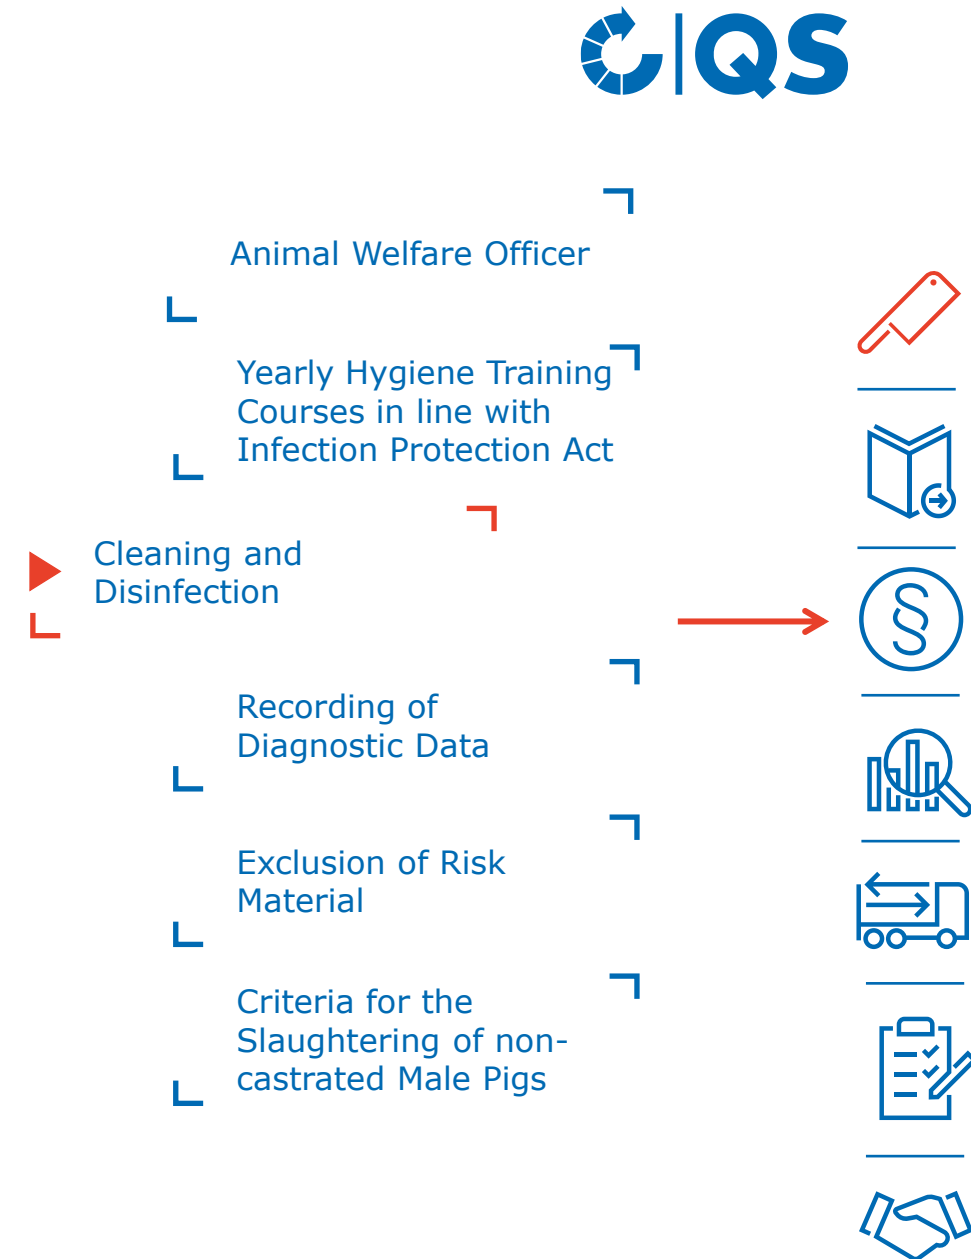 QS
Animal Welfare Officer
Yearly Hygiene Training
Courses in line with
Infection Protection Act
Cleaning and
Disinfection
Recording of
Diagnostic Data
Exclusion of Risk
Material
Criteria for the
Slaughtering of non-
castrated Male Pigs
§